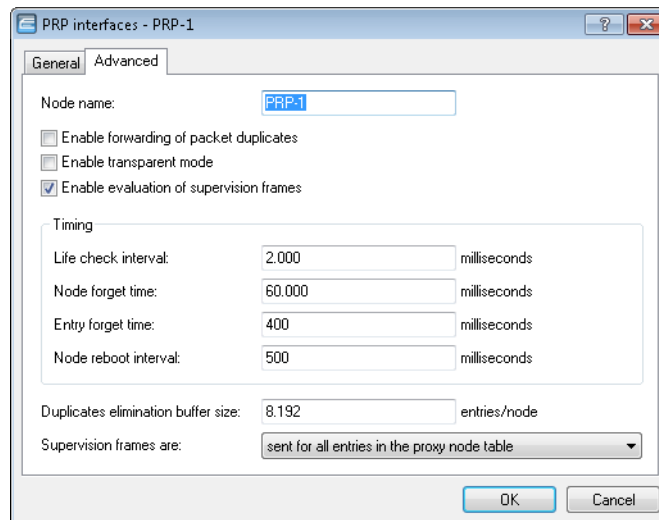 PRP interfaces - PRP-1
General Advanced
Node name: PRP-1
Enable forwarding of packet duplicates
Enable transparent mode
Enable evaluation of supervision frames
Timing
Life check interval: 2.000 milliseconds
Node forget time: 60.000 milliseconds
Entry forget time: 400 milliseconds
Node reboot interval: 500 milliseconds
Duplicates elimination buffer size: 8.192 entries/node
Supervision frames are: sent for all entries in the proxy node table
OK Cancel